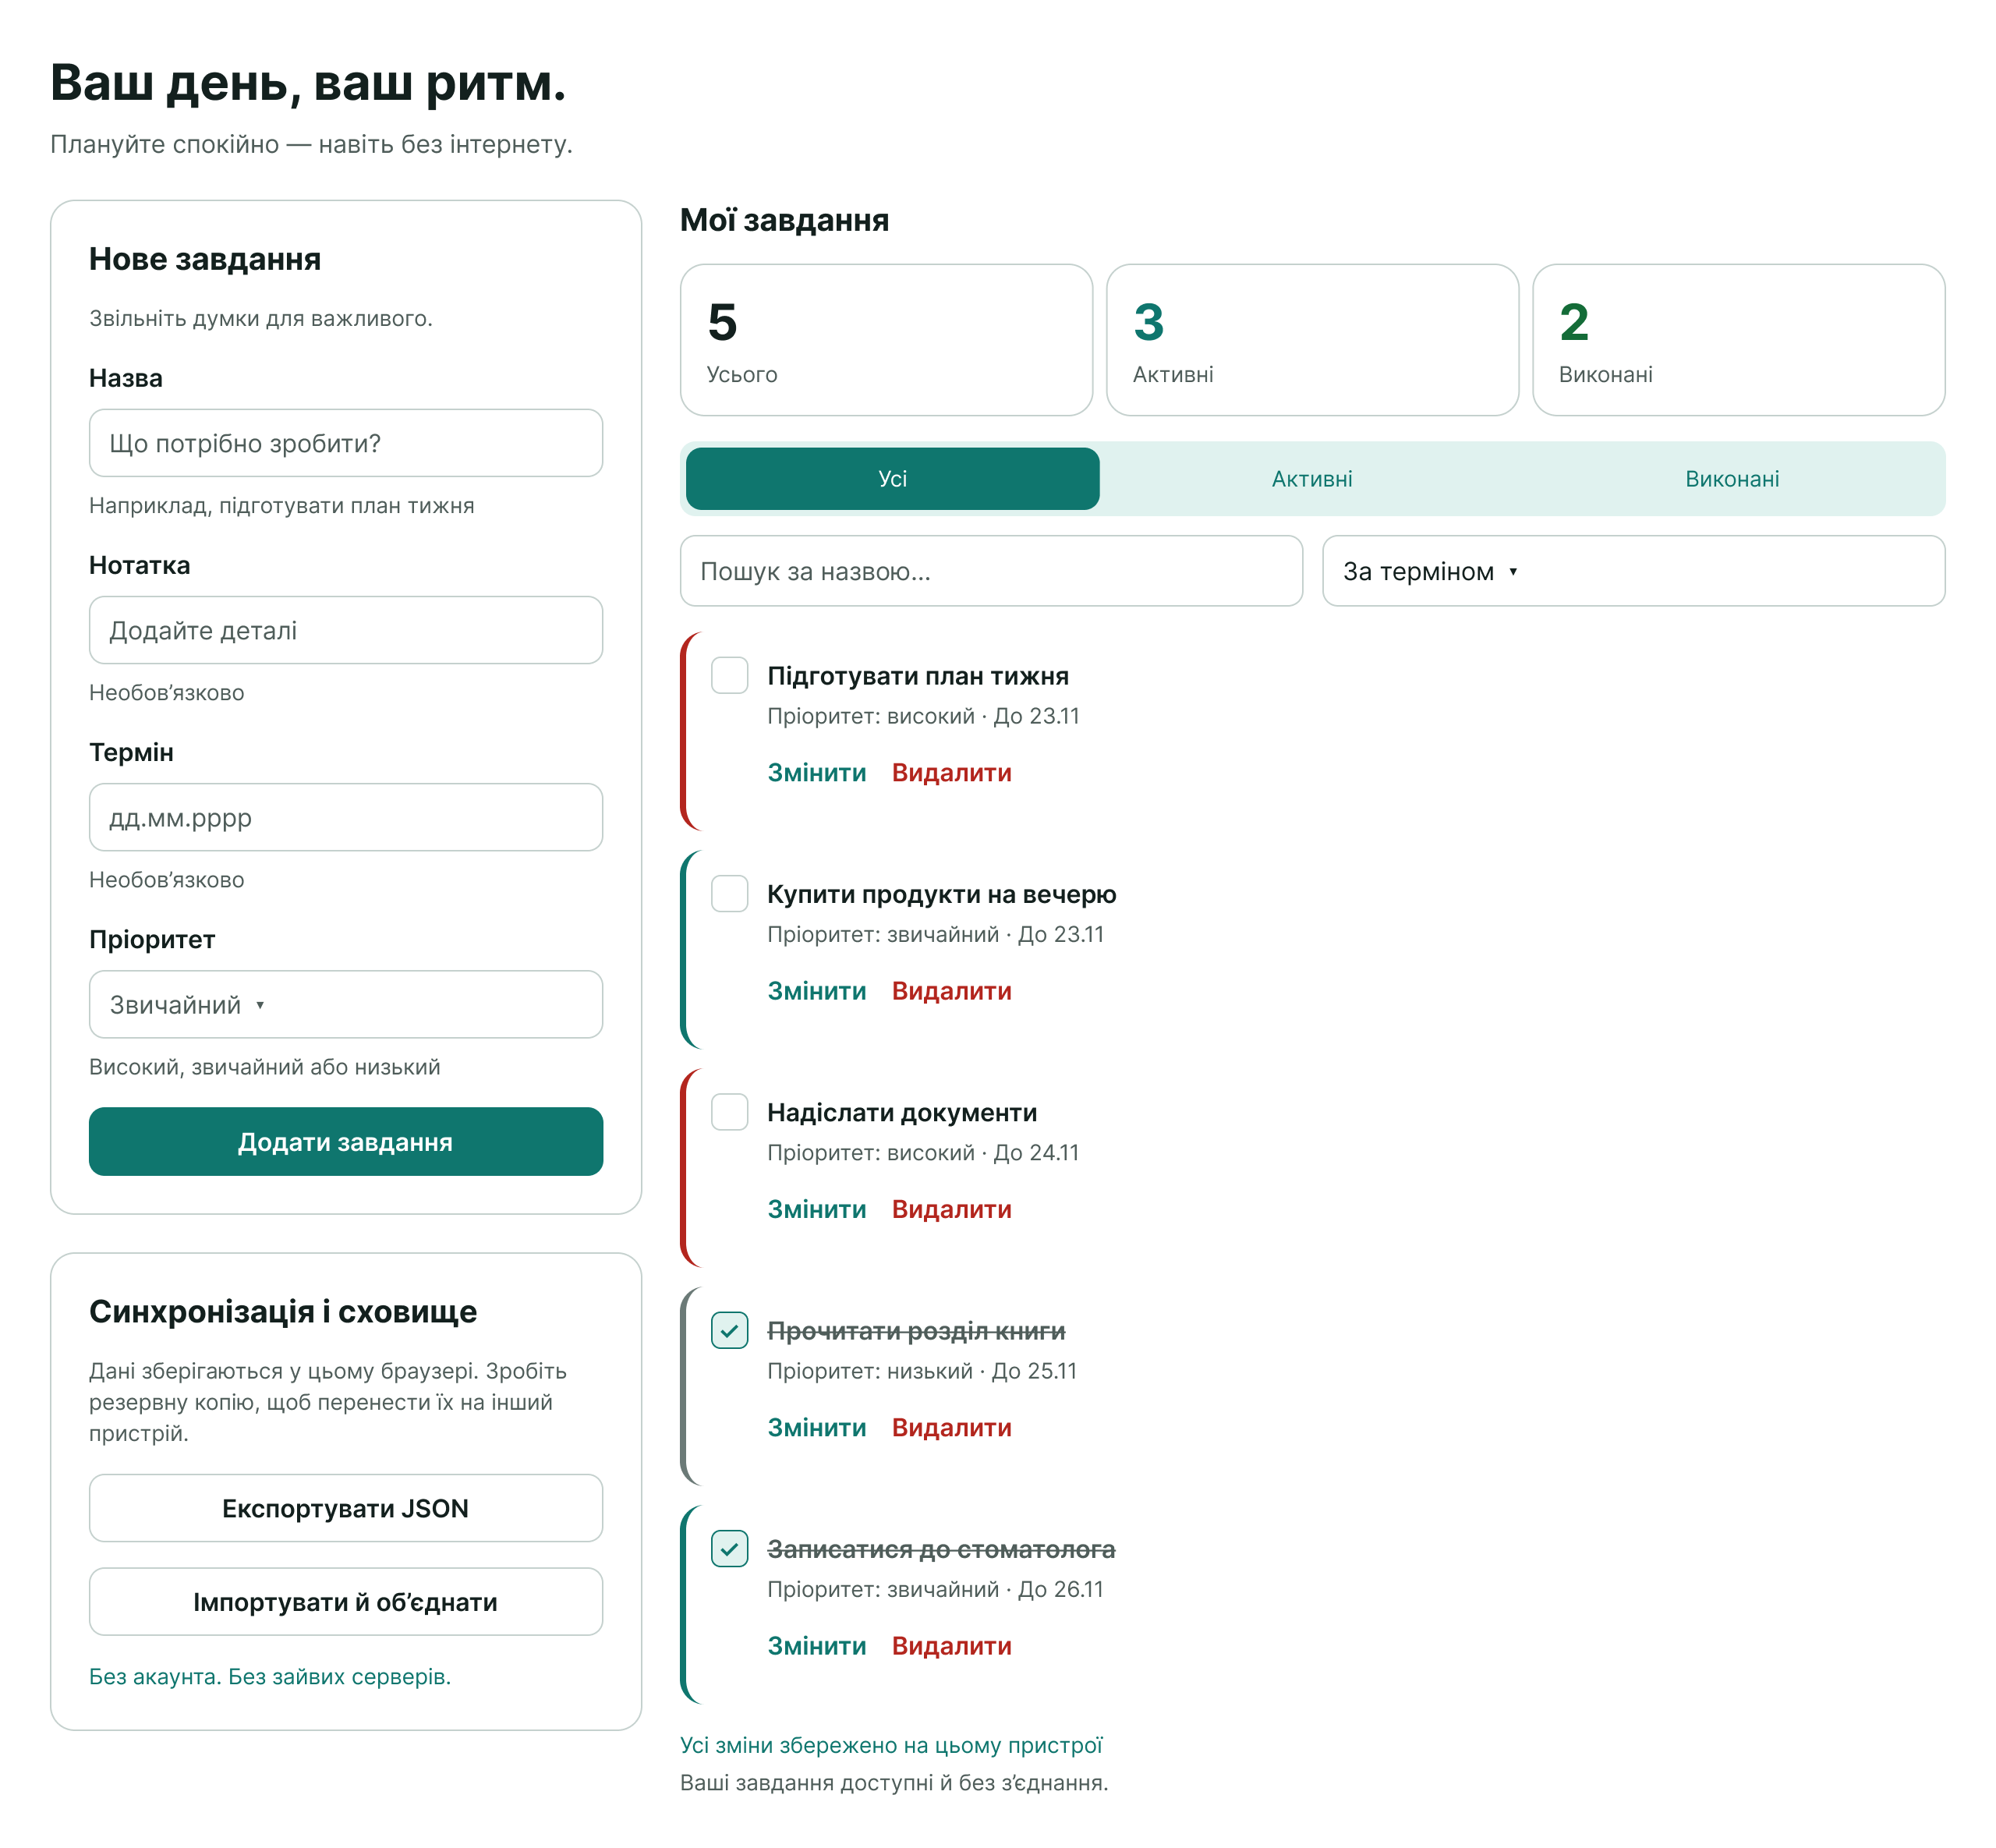 Ваш день, ваш ритм.
Плануйте спокійно — навіть без інтернету.
Нове завдання
Звільніть думки для важливого.
Назва
Що потрібно зробити?
Наприклад, підготувати план тижня
Нотатка
Додайте деталі
Необов’язково
Термін
дд.мм.рррр
Необов’язково
Пріоритет
Звичайний ▾
Високий, звичайний або низький
Додати завдання
Синхронізація і сховище
Дані зберігаються у цьому браузері. Зробіть
резервну копію, щоб перенести їх на інший
пристрій.
Експортувати JSON
Імпортувати й об’єднати
Без акаунта. Без зайвих серверів.
Мої завдання
5
Усього
3
Активні
2
Виконані
Усі
Активні
Виконані
Пошук за назвою...
За терміном ▾
Підготувати план тижня
Пріоритет: високий · До 23.11
Змінити Видалити
Купити продукти на вечерю
Пріоритет: звичайний · До 23.11
Змінити Видалити
Надіслати документи
Пріоритет: високий · До 24.11
Змінити Видалити
Прочитати розділ книги
Пріоритет: низький · До 25.11
Змінити Видалити
Записатися до стоматолога
Пріоритет: звичайний · До 26.11
Змінити Видалити
Усі зміни збережено на цьому пристрої
Ваші завдання доступні й без з’єднання.